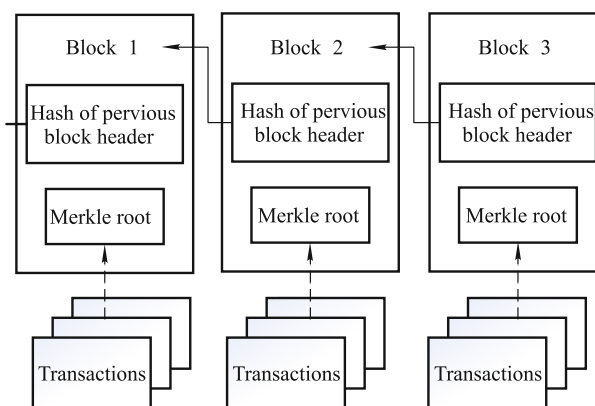 Block 1
Block 2
Block 3
Hash of pervious
block header
Hash of pervious
block header
Hash of pervious
block header
Merkle root
Merkle root
Merkle root
Transactions
Transactions
Transactions